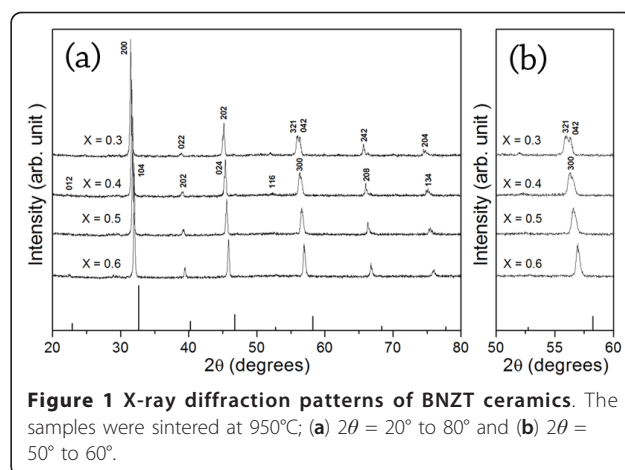 (a)
(b)
Intensity (arb. unit )
200
X = 0.3
022
202
321
042
242
204
X = 0.4
012
104
202
024
116
300
208
134
X = 0.5
X = 0.6
20 30 40 50 60 70 80
2θ (degrees)
Intensity (arb. unit)
X = 0.3
321
042
X = 0.4
300
X = 0.5
X = 0.6
50 55 60
2θ (degrees)
Figure 1 X-ray diffraction patterns of BNZT ceramics. The
samples were sintered at 950°C; (a) 2θ = 20° to 80° and (b) 2θ =
50° to 60°.